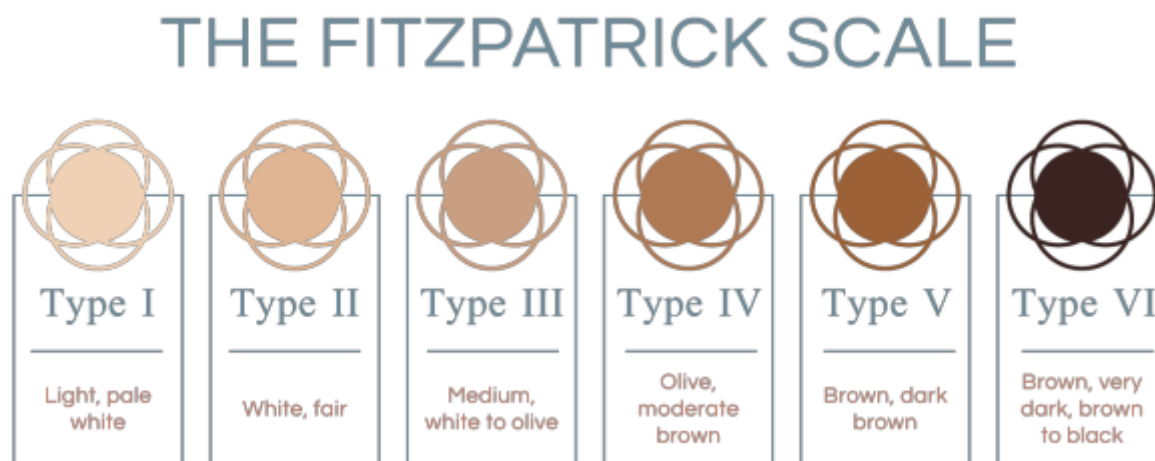 THE FITZPATRICK SCALE
Type I
Light, pale
white
Type II
White, fair
Type III
Medium,
white to olive
Type IV
Olive,
moderate
brown
Type V
Brown, dark
brown
Type VI
Brown, very
dark, brown
to black